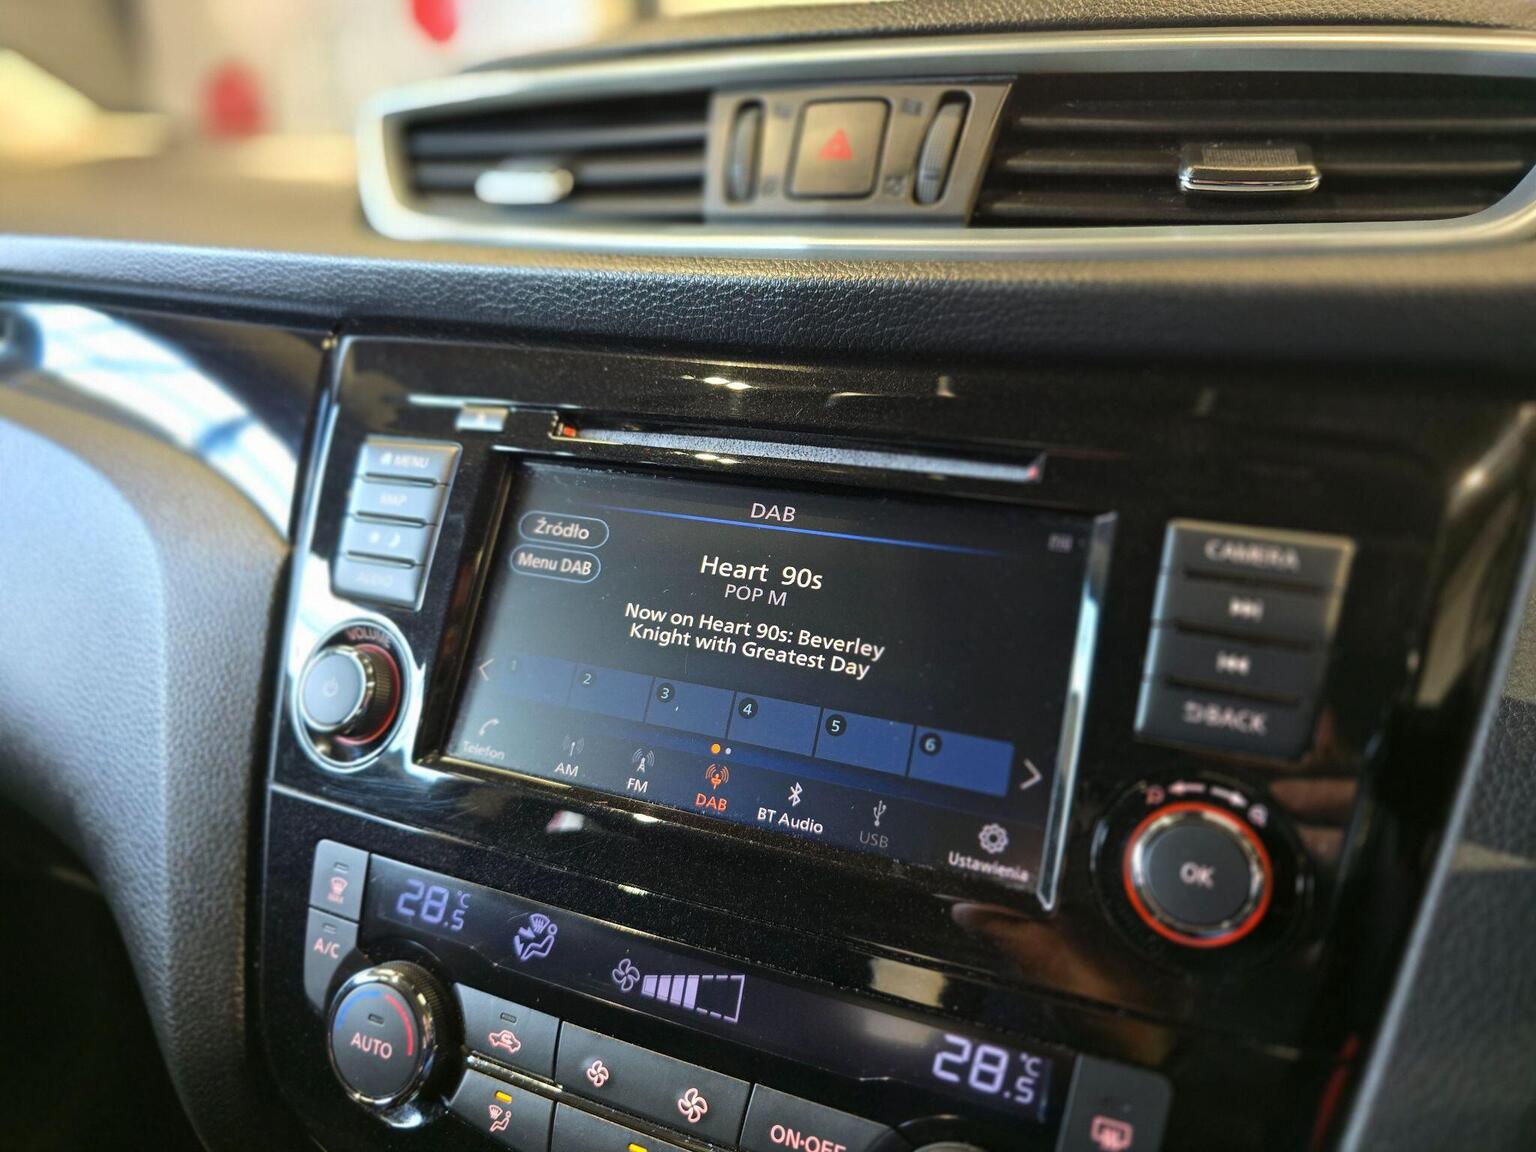 MENU
MAP
AUDIO
VOLUME
DAB
Źródło
Menu DAB
Heart 90s
POP M
Now on Heart 90s: Beverley
Knight with Greatest Day
1
2
3
4
5
6
Telefon
AM
FM
DAB
BT Audio
USB
Ustawienia
CAMERA
BACK
OK
28.5 °C
28.5 °C
A/C
AUTO
ON·OFF